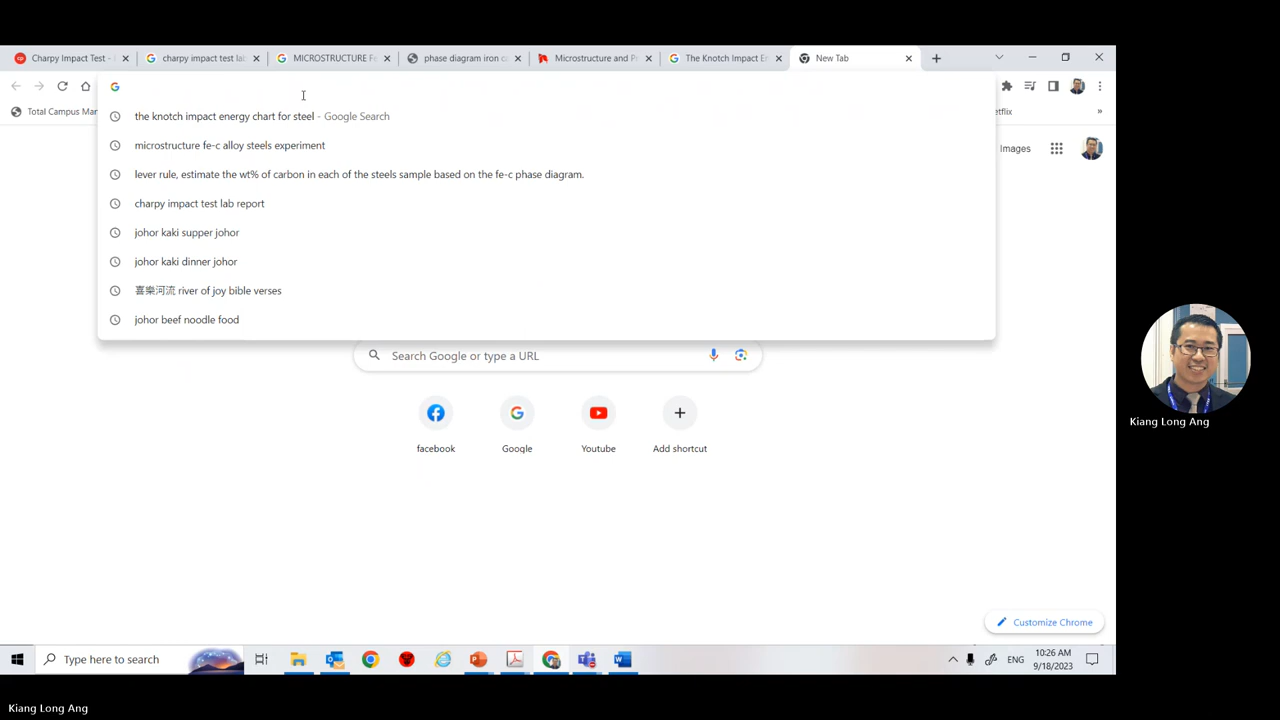 Charpy Impact Test -
charpy impact test la
MICROSTRUCTURE F
phase diagram iron c
Microstructure and P
The Knotch Impact E
New Tab
Total Campus Mar
etflix
the knotch impact energy chart for steel - Google Search
microstructure fe-c alloy steels experiment
lever rule, estimate the wt% of carbon in each of the steels sample based on the fe-c phase diagram.
charpy impact test lab report
johor kaki supper johor
johor kaki dinner johor
喜樂河流 river of joy bible verses
johor beef noodle food
Images
Search Google or type a URL
facebook
Google
Youtube
Add shortcut
Kiang Long Ang
Customize Chrome
Type here to search
ENG
10:26 AM
9/18/2023
Kiang Long Ang